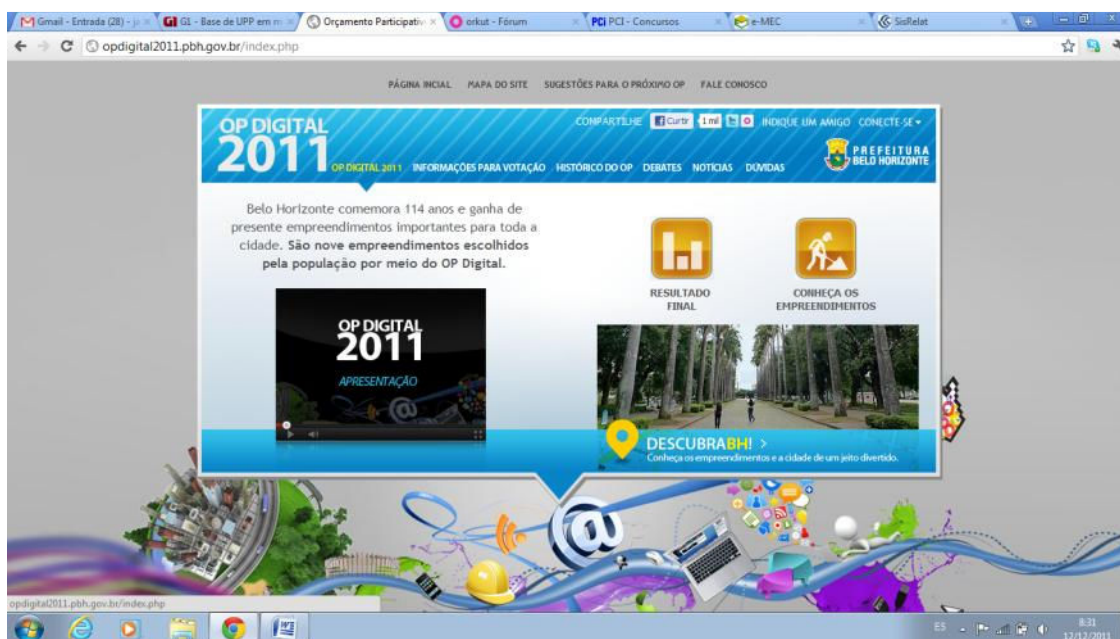 Gmail - Entrada (28) - j
G1 - Base de UPP em m
Orçamento Participativ
orkut - Fórum
PCI - Concursos
e-MEC
SisRelat
opdigital2011.pbh.gov.br/index.php
PÁGINA INCIAL MAPA DO SITE SUGESTÕES PARA O PRÓXIMO OP FALE CONOSCO
COMPARTILHE Curtir 1 mil INDIQUE UM AMIGO CONECTE-SE
OP DIGITAL
2011
PREFEITURA
BELO HORIZONTE
OP DIGITAL 2011 INFORMAÇÕES PARA VOTAÇÃO HISTÓRICO DO OP DEBATES NOTÍCIAS DÚVIDAS
Belo Horizonte comemora 114 anos e ganha de
presente empreendimentos importantes para toda a
cidade. São nove empreendimentos escolhidos
pela população por meio do OP Digital.
OP DIGITAL
2011
APRESENTAÇÃO
RESULTADO
FINAL
CONHEÇA OS
EMPREENDIMENTOS
DESCUBRABH! >
Conheça os empreendimentos e a cidade de um jeito divertido.
@
opdigital2011.pbh.gov.br/index.php
ES
8:31
12/12/2011